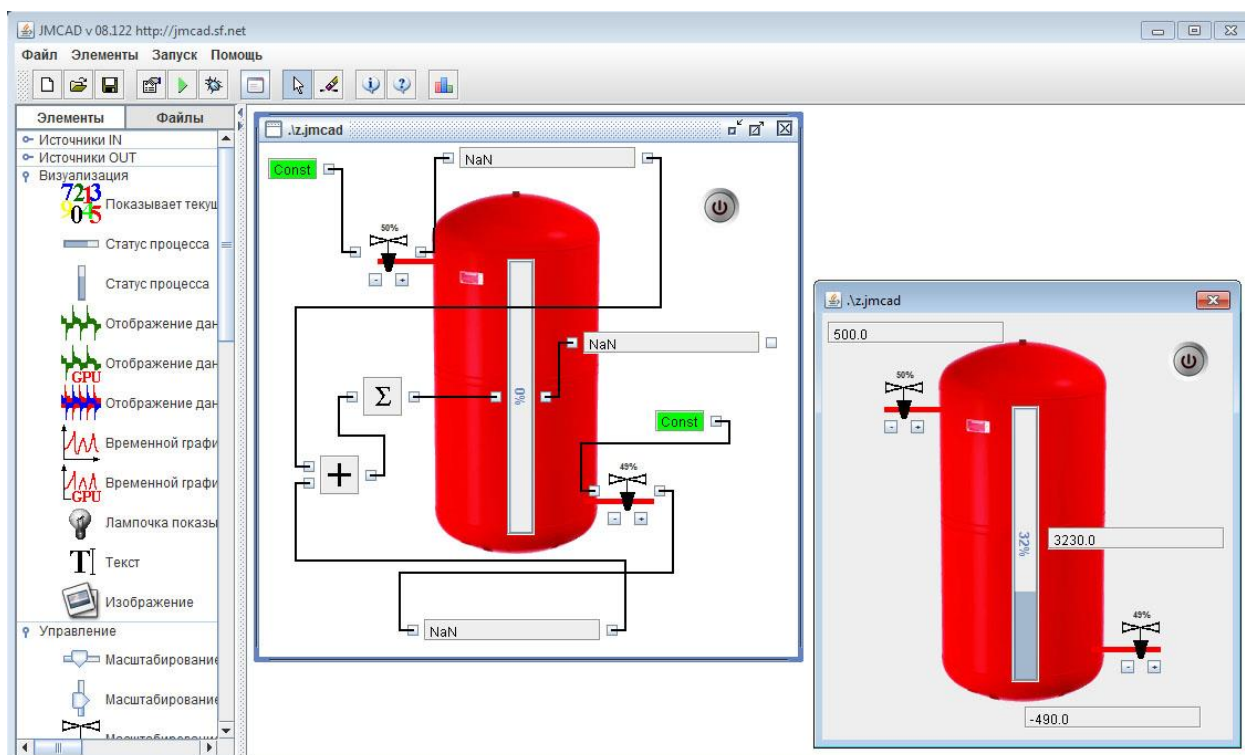 JMCAD v 08.122 http://jmcad.sf.net
Файл Элементы Запуск Помощь
Элементы Файлы
Источники IN
Источники OUT
Визуализация
Показывает текущ
Статус процесса
Статус процесса
Отображение дан
Отображение дан
GPU
Отображение дан
Временной графи
Временной графи
GPU
Лампочка показы
Текст
Изображение
Управление
Масштабирование
Масштабирование
Масштабирование
.\z.jmcad
Const
NaN
50%
- +
NaN
Σ
0%
Const
+
49%
- +
NaN
.\z.jmcad
500.0
50%
- +
3230.0
32%
49%
- +
-490.0